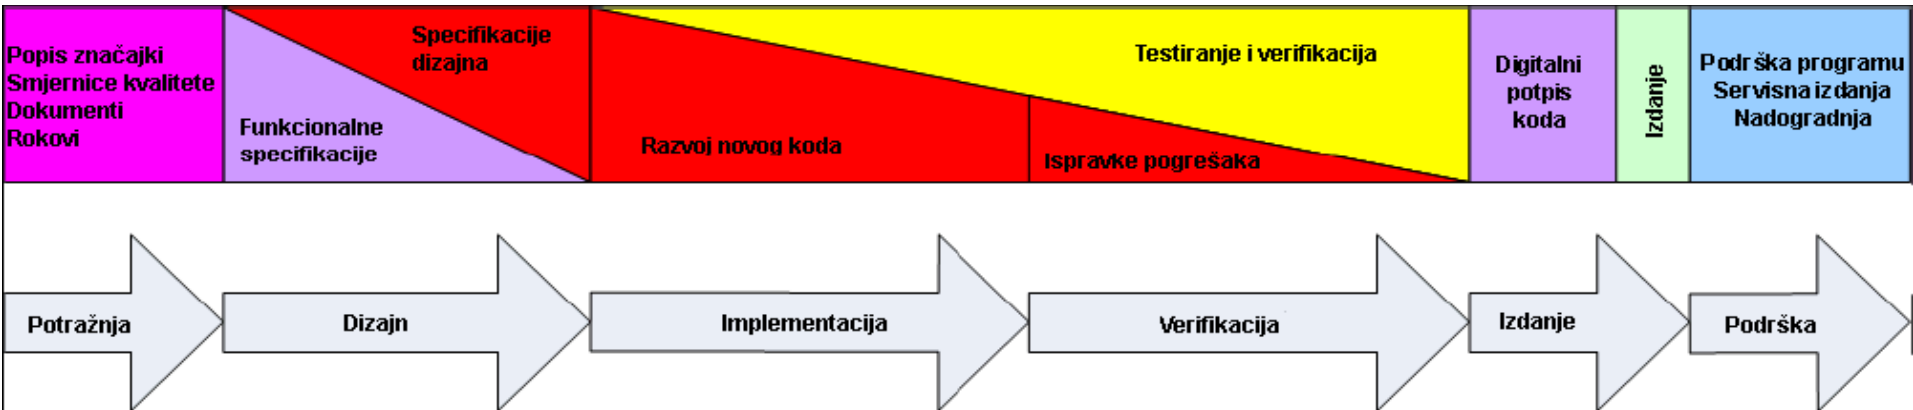 Popis značajki
Smjernice kvalitete
Dokumenti
Rokovi
Funkcionalne
specifikacije
Specifikacije
dizajna
Razvoj novog koda
Testiranje i verifikacija
Ispravke pogrešaka
Digitalni
potpis
koda
Izdanje
Podrška programu
Servisna izdanja
Nadogradnja
Potražnja
Dizajn
Implementacija
Verifikacija
Izdanje
Podrška